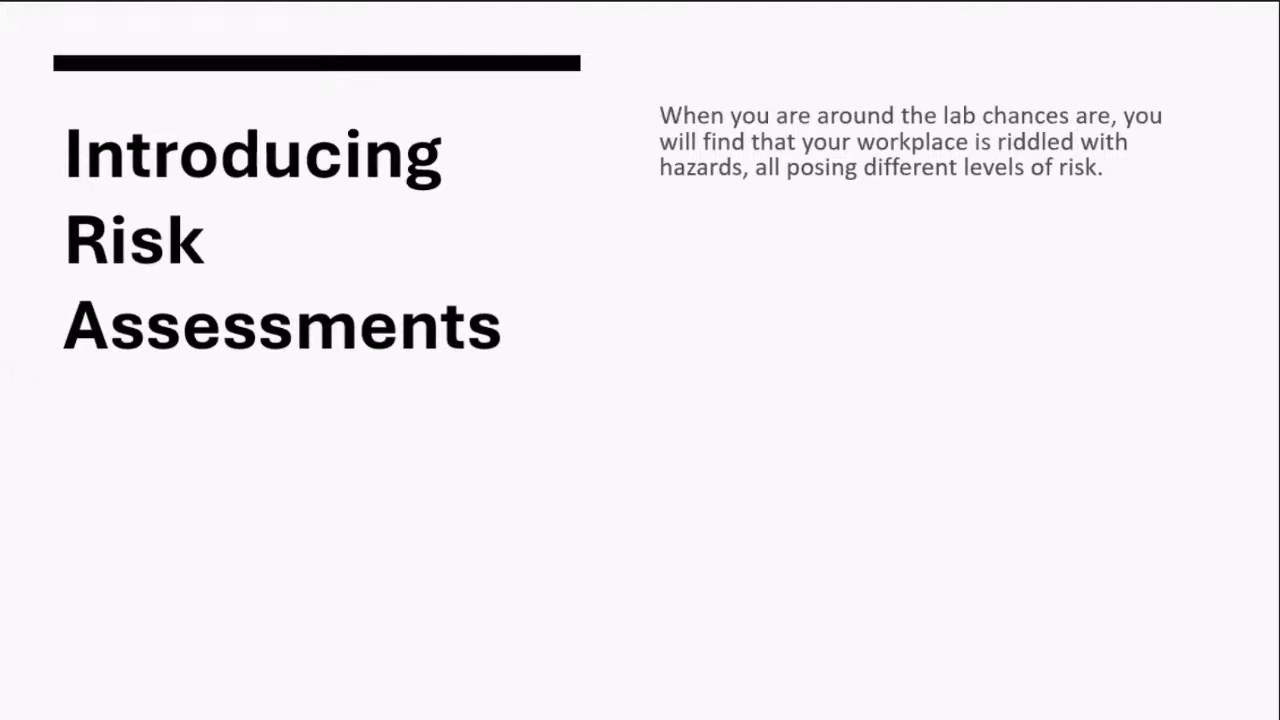 Introducing
Risk
Assessments
When you are around the lab chances are, you
will find that your workplace is riddled with
hazards, all posing different levels of risk.